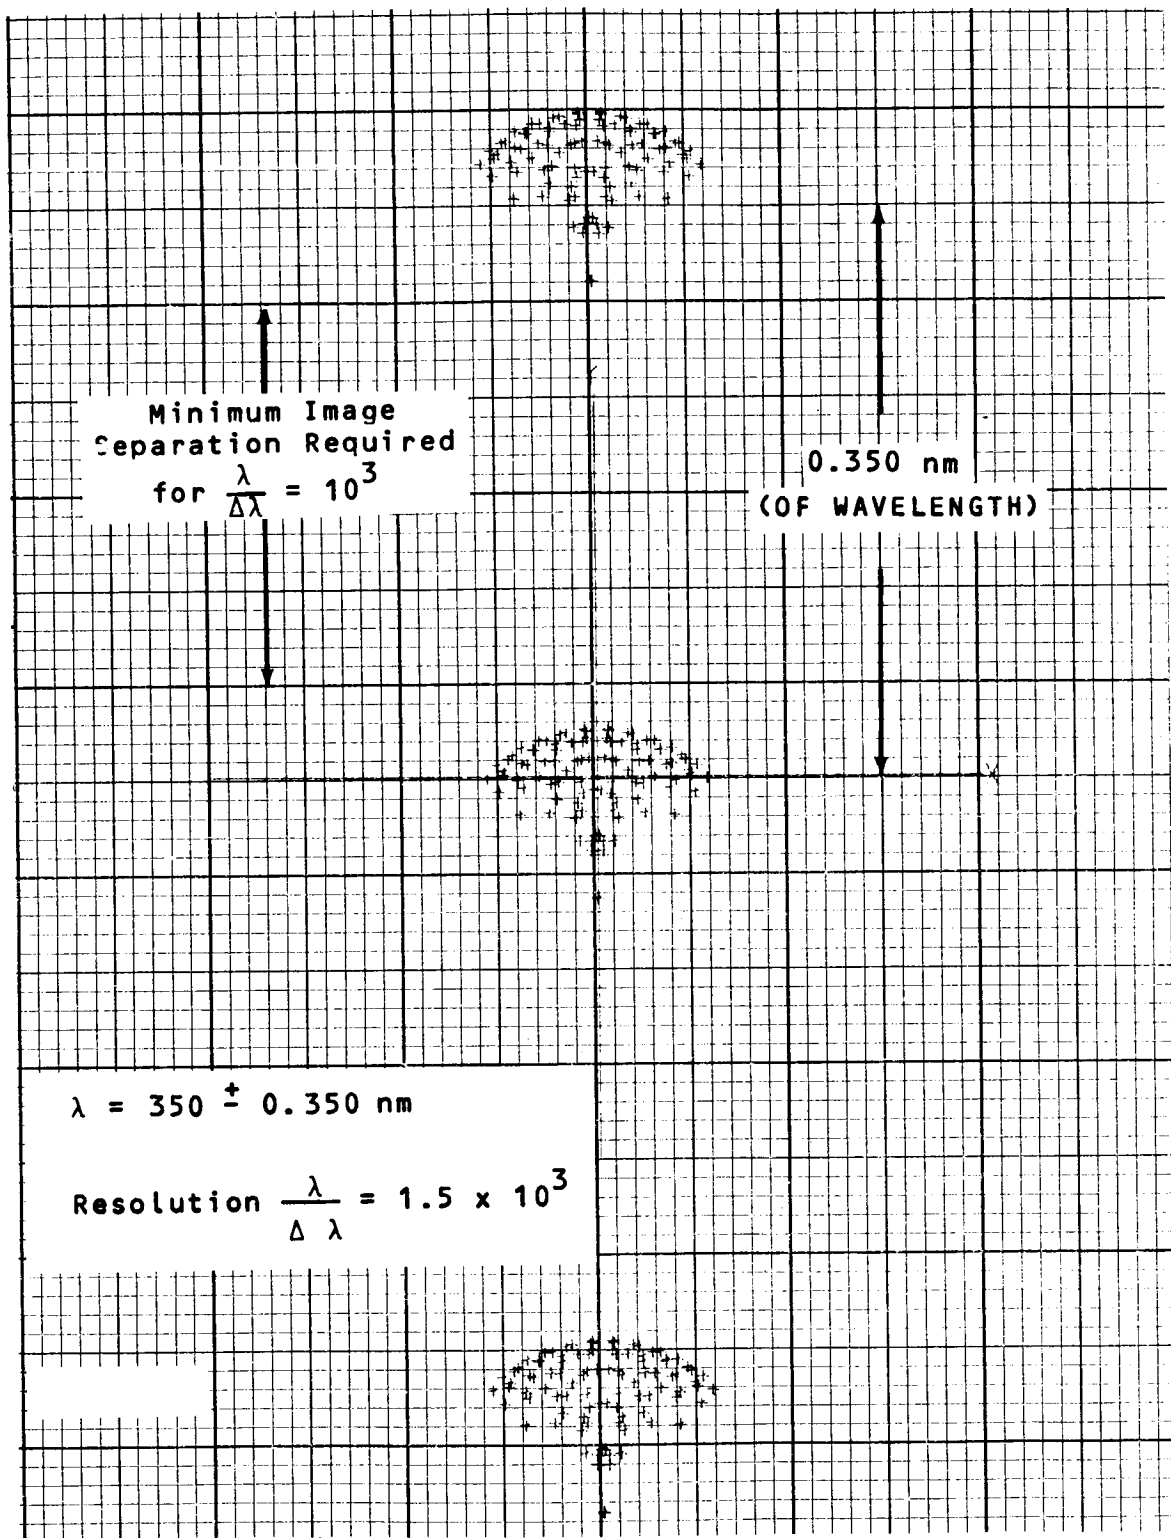 Minimum Image
Separation Required
for λ/Δλ = 10³
0.350 nm
(OF WAVELENGTH)
X
λ = 350 ± 0.350 nm
Resolution λ/Δ λ = 1.5 x 10³